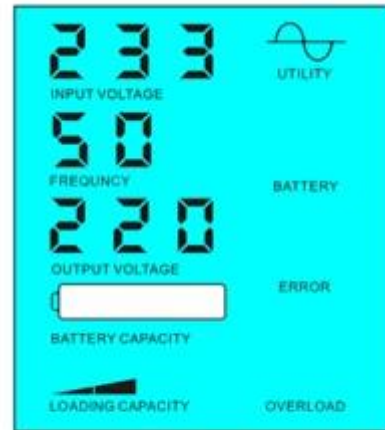 233
UTILITY
INPUT VOLTAGE
50
FREQUNCY
BATTERY
220
OUTPUT VOLTAGE
ERROR
BATTERY CAPACITY
LOADING CAPACITY
OVERLOAD